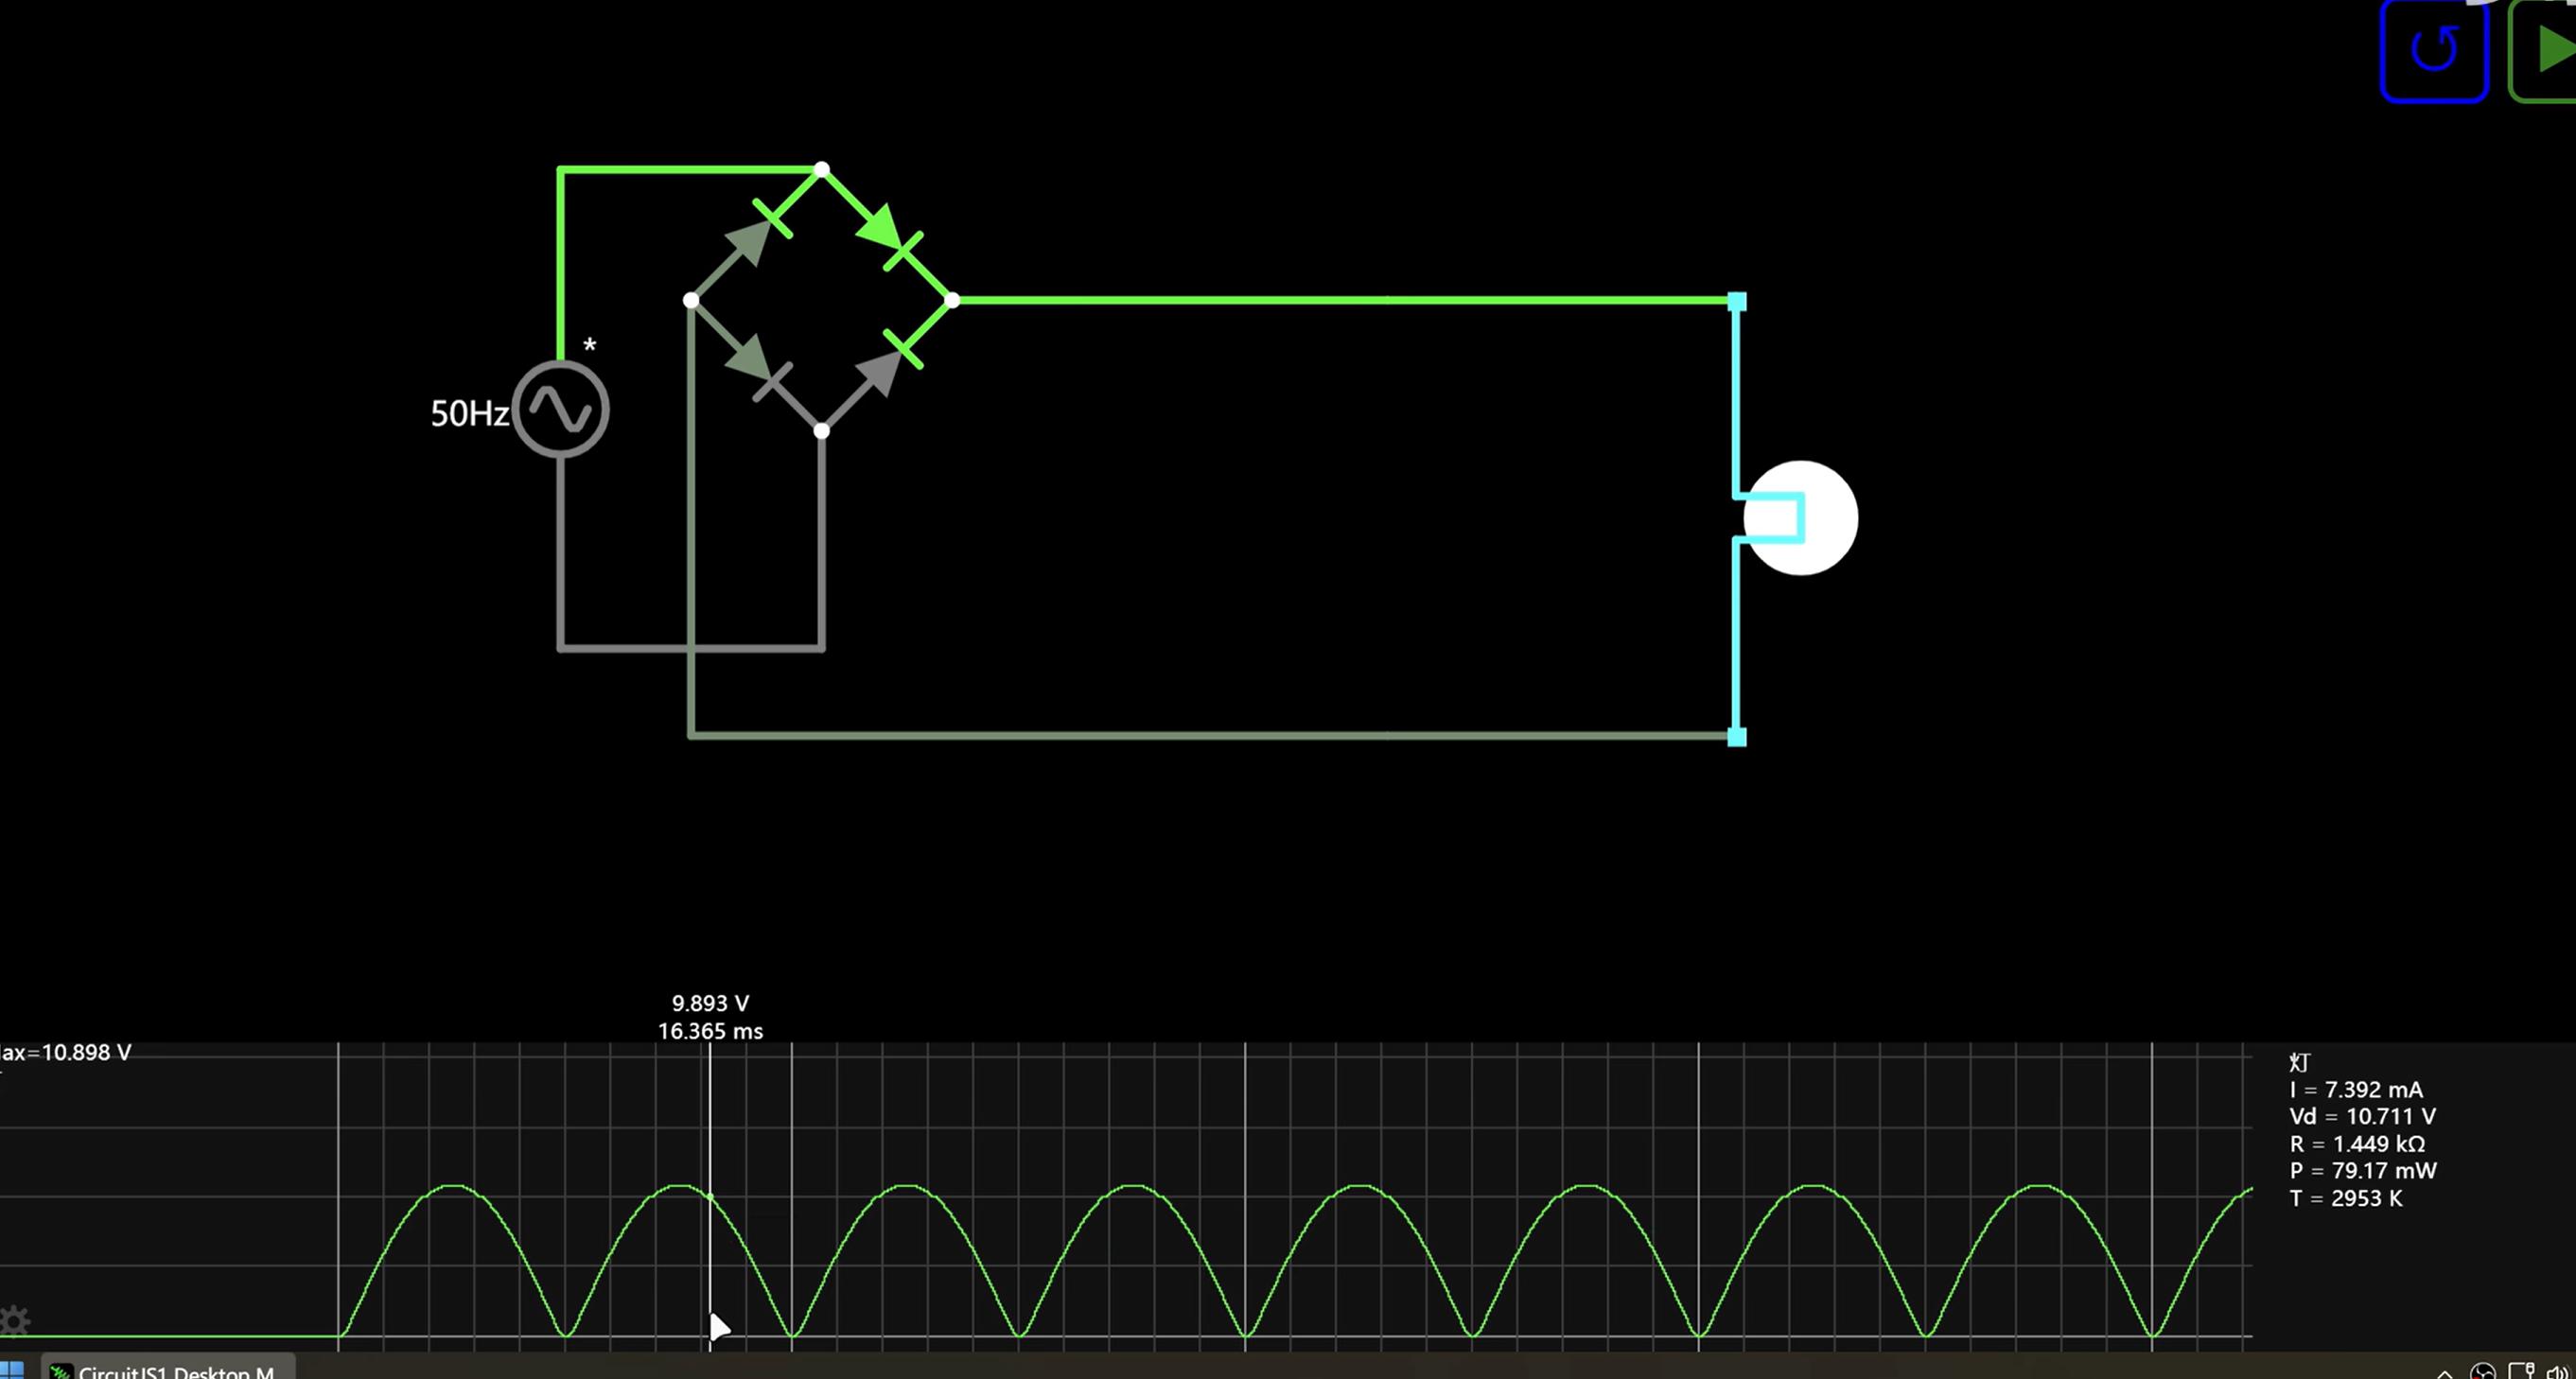 *
50Hz
9.893 V
16.365 ms
ax=10.898 V
灯
I = 7.392 mA
Vd = 10.711 V
R = 1.449 kΩ
P = 79.17 mW
T = 2953 K
CircuitJS1 Desktop M